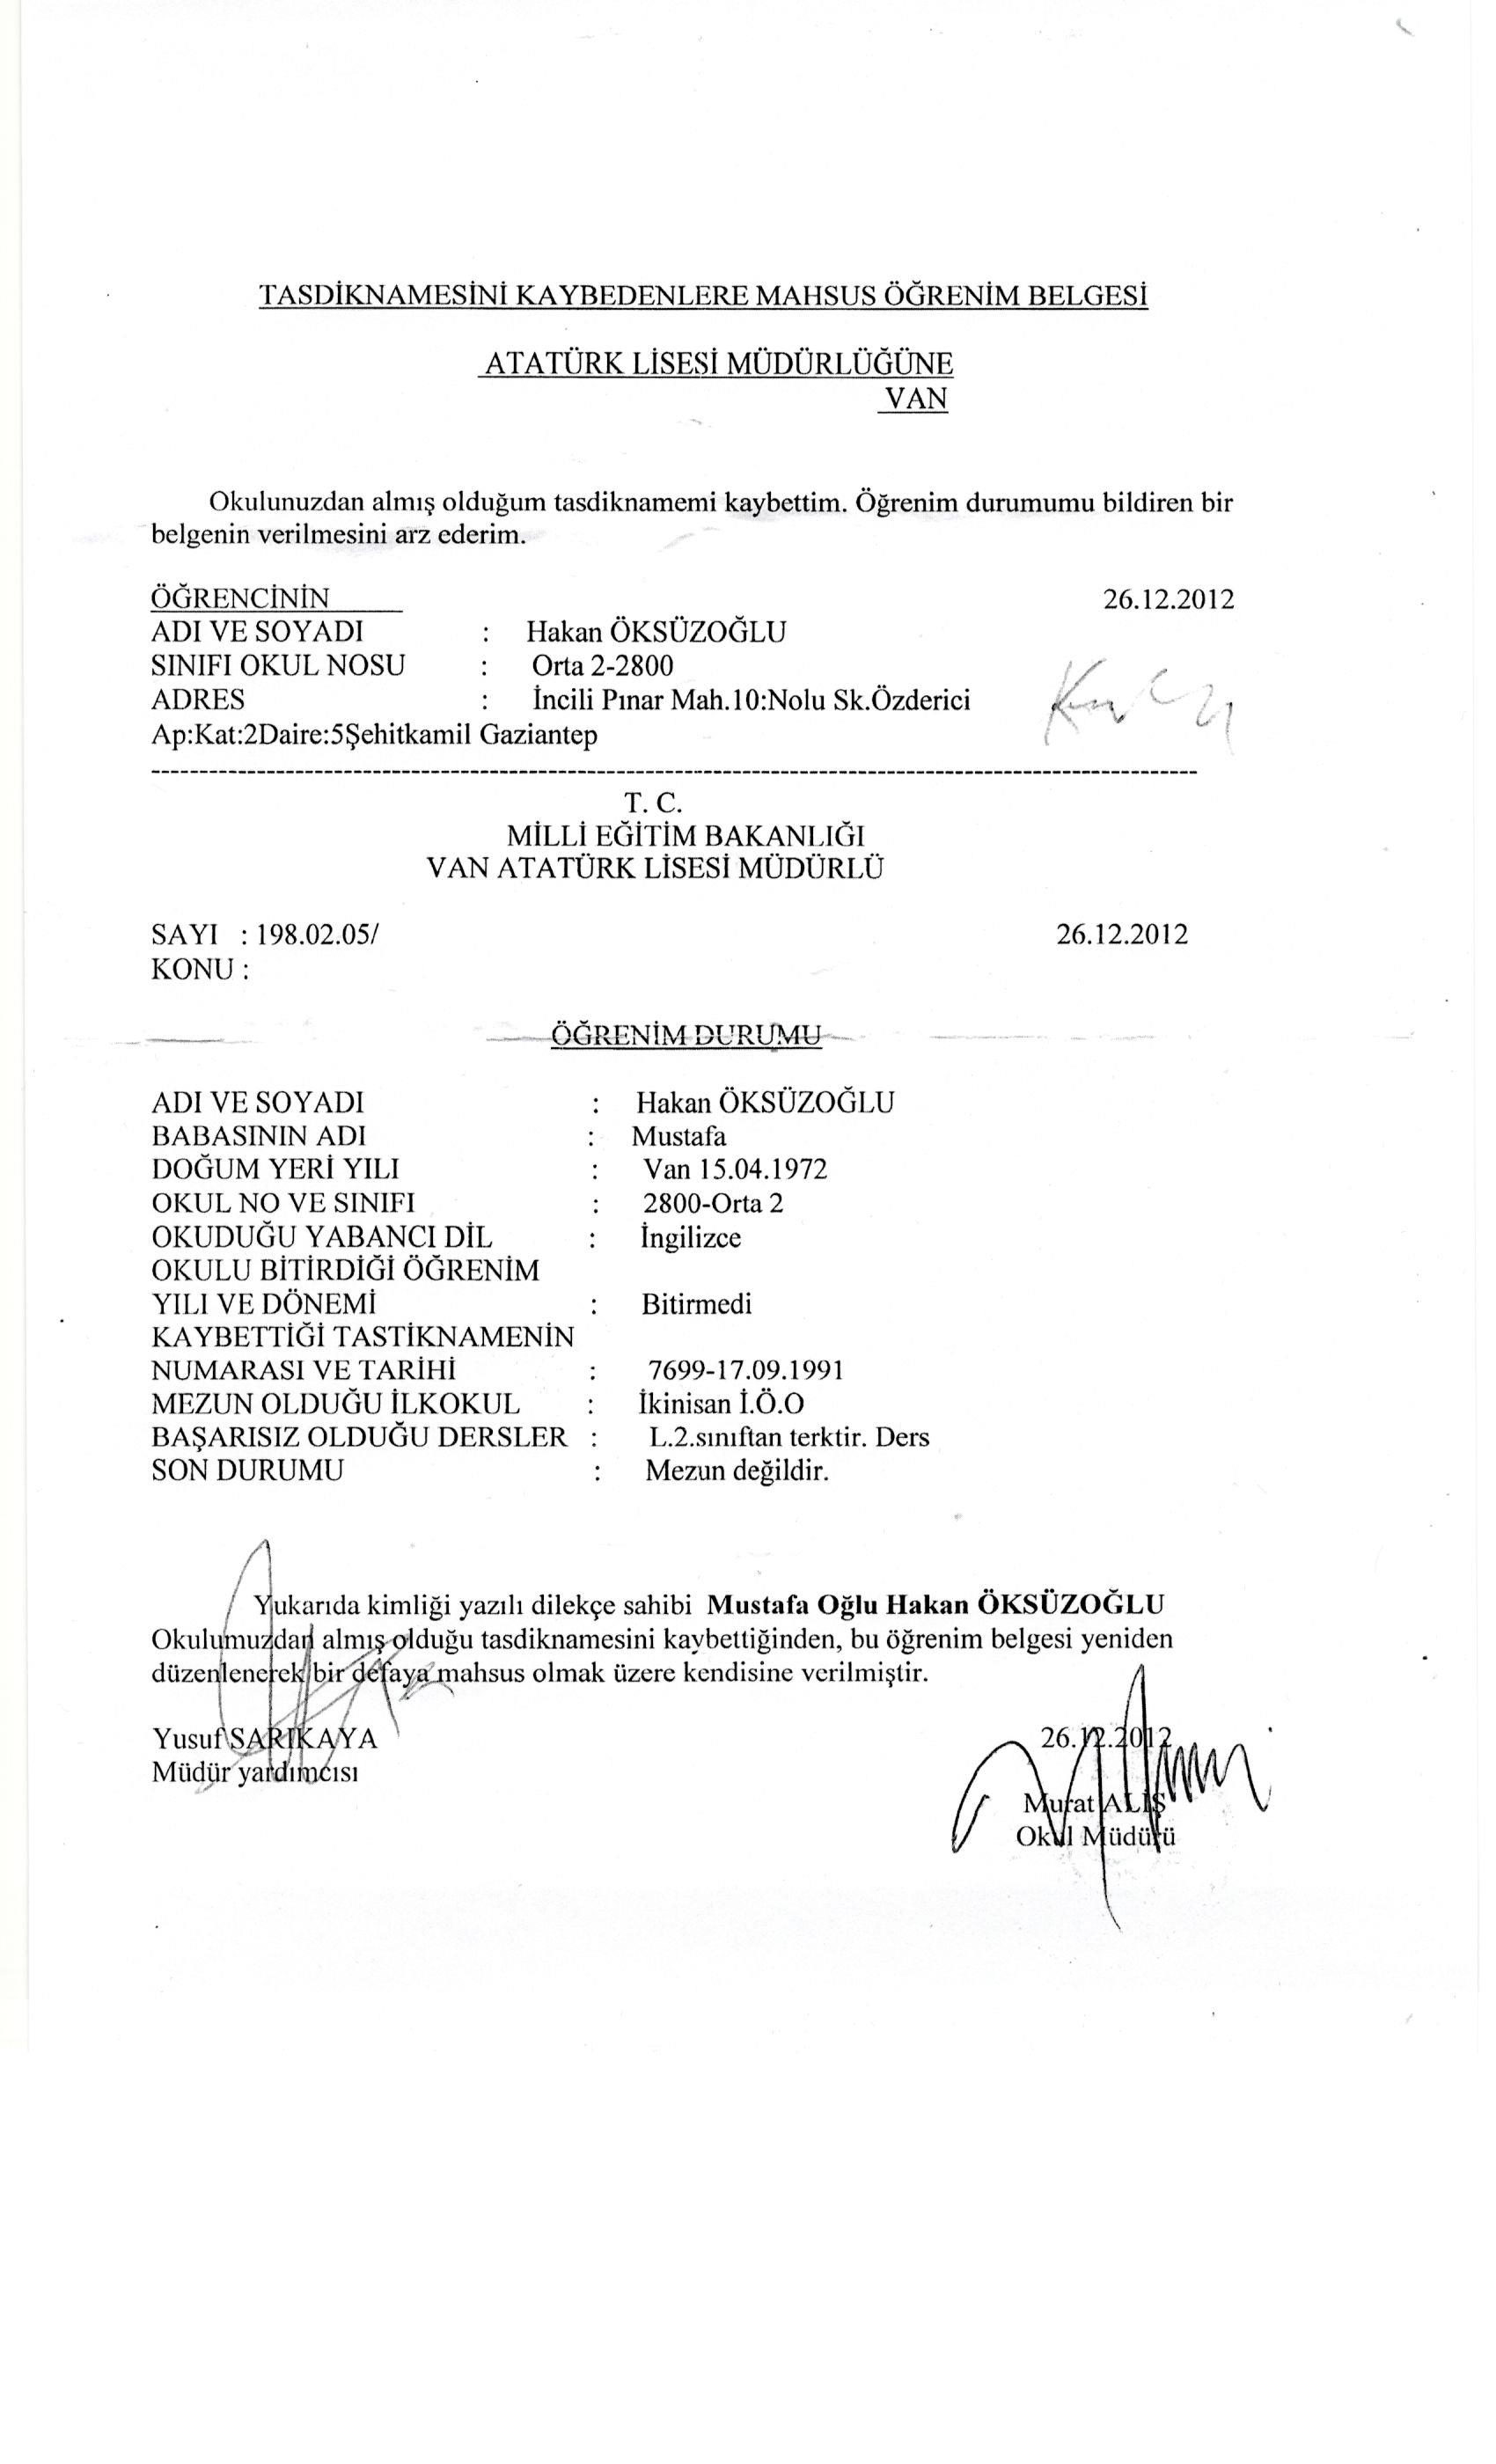 TASDİKNAMESİNİ KAYBEDENLERE MAHSUS ÖĞRENİM BELGESİ
ATATÜRK LİSESİ MÜDÜRLÜĞÜNE
VAN
Okulunuzdan almış olduğum tasdiknamemi kaybettim. Öğrenim durumumu bildiren bir
belgenin verilmesini arz ederim.
ÖĞRENCİNİN 26.12.2012
ADI VE SOYADI : Hakan ÖKSÜZOĞLU
SINIFI OKUL NOSU : Orta 2-2800
ADRES : İncili Pınar Mah.10:Nolu Sk.Özderici
Ap:Kat:2Daire:5Şehitkamil Gaziantep
T. C.
MİLLİ EĞİTİM BAKANLIĞI
VAN ATATÜRK LİSESİ MÜDÜRLÜ
SAYI : 198.02.05/ 26.12.2012
KONU :
ÖĞRENİM DURUMU
ADI VE SOYADI : Hakan ÖKSÜZOĞLU
BABASININ ADI : Mustafa
DOĞUM YERİ YILI : Van 15.04.1972
OKUL NO VE SINIFI : 2800-Orta 2
OKUDUĞU YABANCI DİL : İngilizce
OKULU BİTİRDİĞİ ÖĞRENİM
YILI VE DÖNEMİ : Bitirmedi
KAYBETTİĞİ TASTİKNAMENİN
NUMARASI VE TARİHİ : 7699-17.09.1991
MEZUN OLDUĞU İLKOKUL : İkinisan İ.Ö.O
BAŞARISIZ OLDUĞU DERSLER : L.2.sınıftan terktir. Ders
SON DURUMU : Mezun değildir.
Yukarıda kimliği yazılı dilekçe sahibi Mustafa Oğlu Hakan ÖKSÜZOĞLU
Okulumuzdan almış olduğu tasdiknamesini kaybettiğinden, bu öğrenim belgesi yeniden
düzenlenerek bir defaya mahsus olmak üzere kendisine verilmiştir.
Yusuf SARIKAYA 26.12.2012
Müdür yardımcısı
Murat ALİŞ
Okul Müdürü